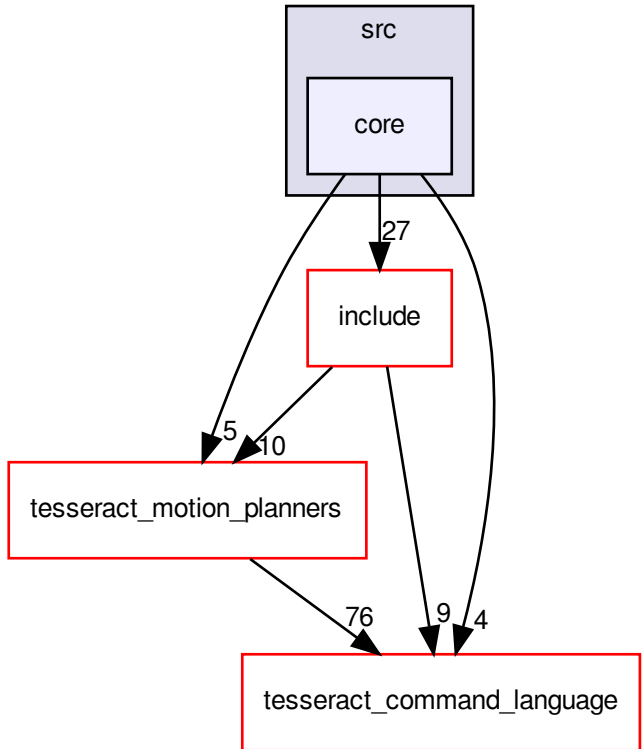 src
core
27
include
5
10
tesseract_motion_planners
76
9
4
tesseract_command_language